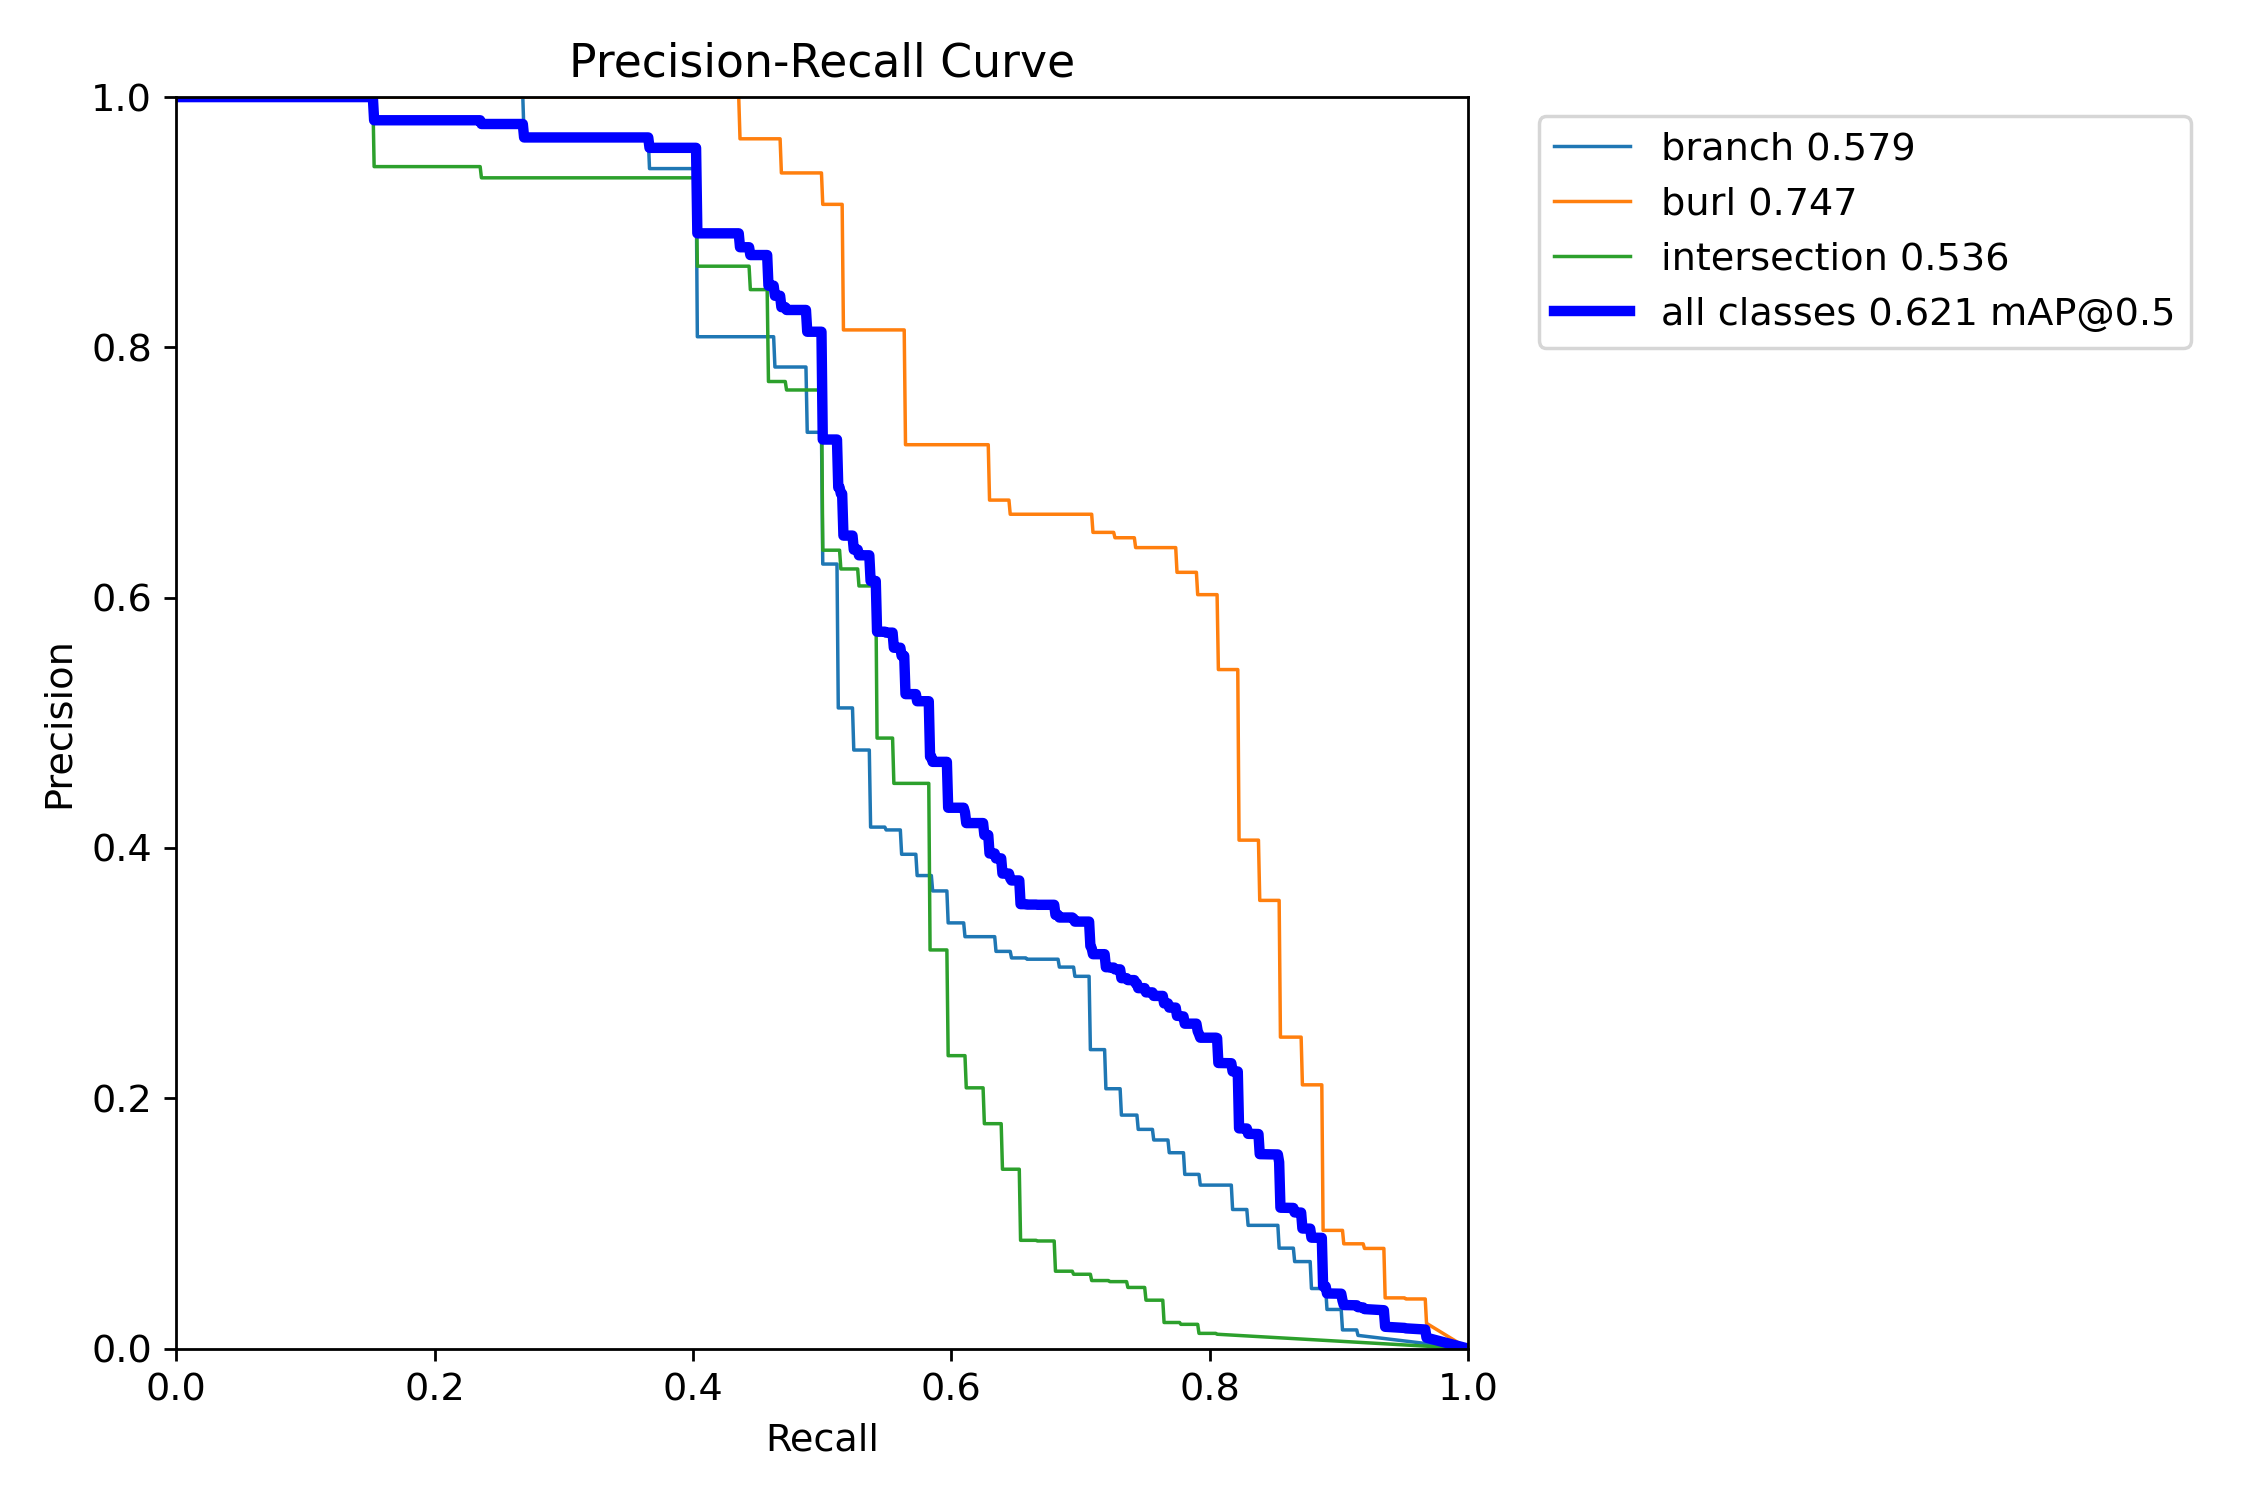 Precision-Recall Curve
1.0
0.8
0.6
0.4
0.2
0.0
Precision
0.0 0.2 0.4 0.6 0.8 1.0
Recall
branch 0.579
burl 0.747
intersection 0.536
all classes 0.621 mAP@0.5